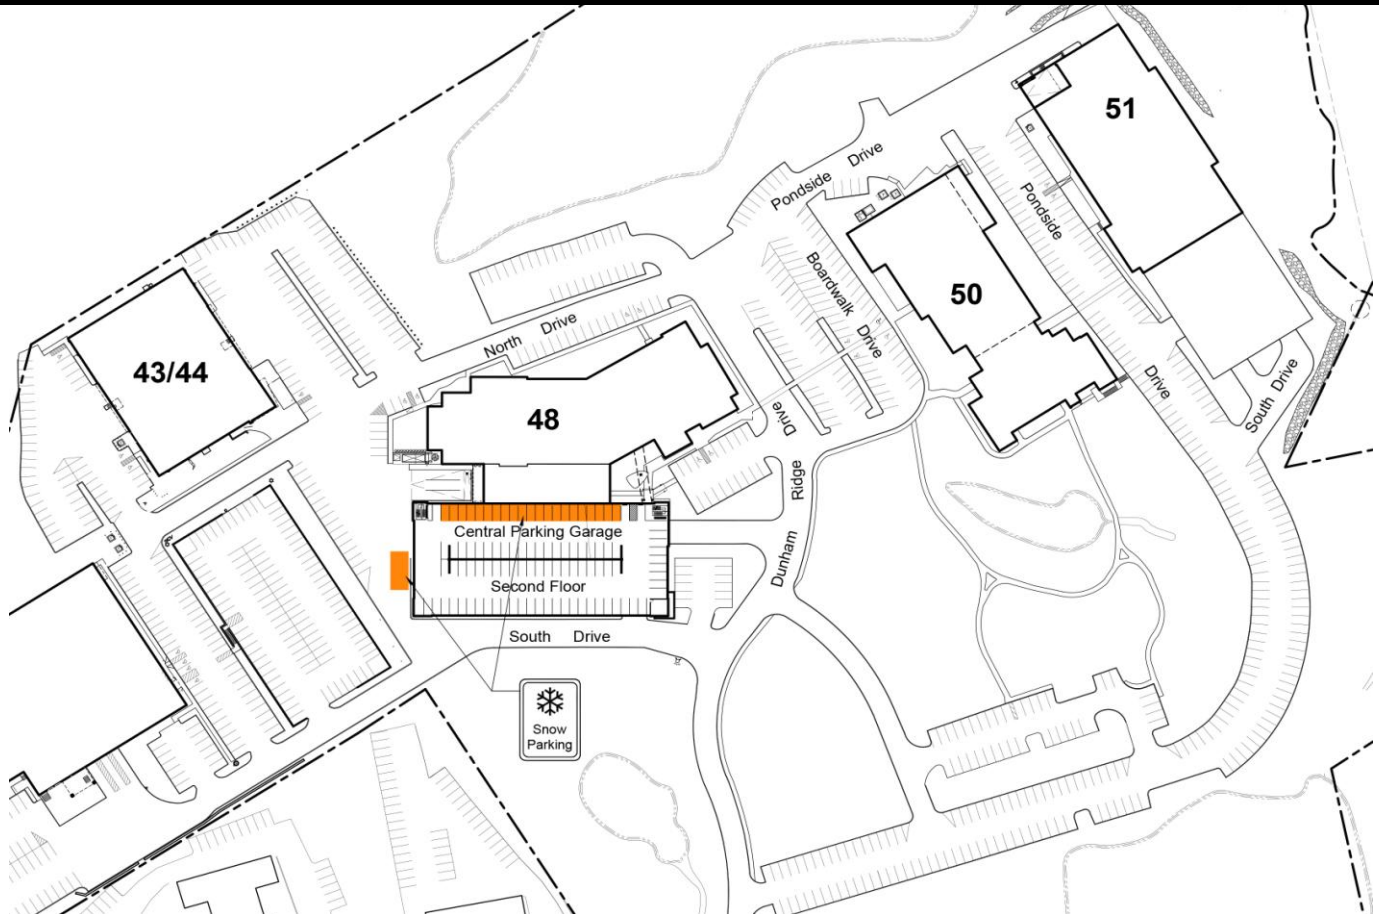 51
Pondside Drive
Pondside
Drive
Boardwalk Drive
50
North Drive
43/44
48
South Drive
Dunham Ridge Drive
Central Parking Garage
Second Floor
South Drive
Snow
Parking